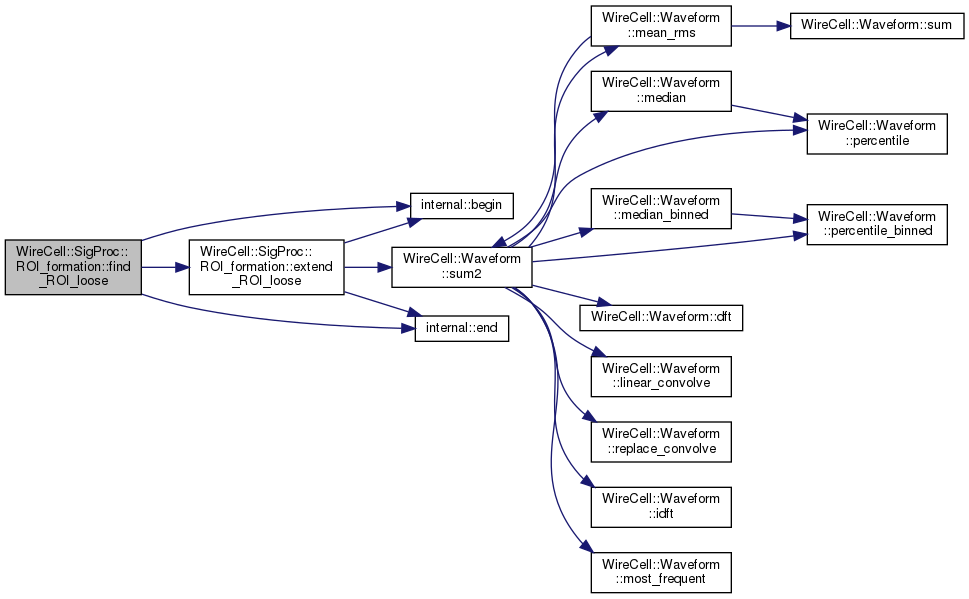 WireCell::SigProc::
ROI_formation::find
_ROI_loose
WireCell::SigProc::
ROI_formation::extend
_ROI_loose
internal::begin
WireCell::Waveform
::sum2
internal::end
WireCell::Waveform
::mean_rms
WireCell::Waveform::sum
WireCell::Waveform
::median
WireCell::Waveform
::percentile
WireCell::Waveform
::median_binned
WireCell::Waveform
::percentile_binned
WireCell::Waveform::dft
WireCell::Waveform
::linear_convolve
WireCell::Waveform
::replace_convolve
WireCell::Waveform
::idft
WireCell::Waveform
::most_frequent